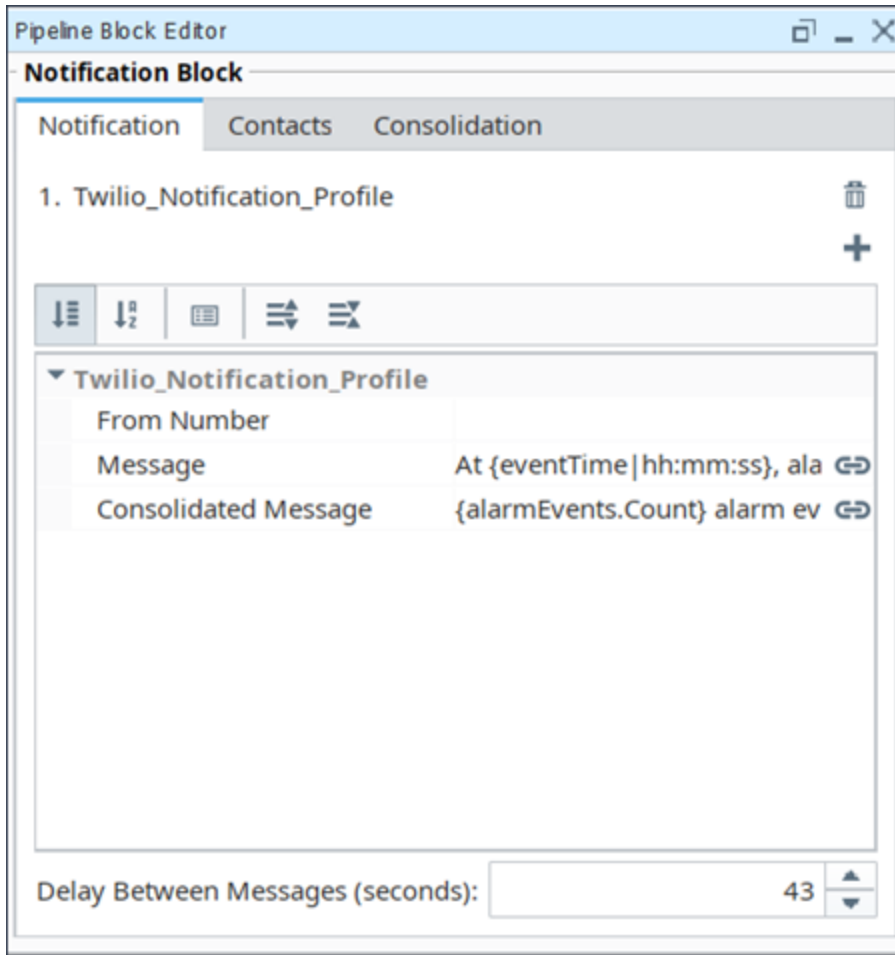 Pipeline Block Editor
Notification Block
Notification Contacts Consolidation
1. Twilio_Notification_Profile
Twilio_Notification_Profile
From Number
Message At {eventTime|hh:mm:ss}, ala
Consolidated Message {alarmEvents.Count} alarm ev
Delay Between Messages (seconds): 43